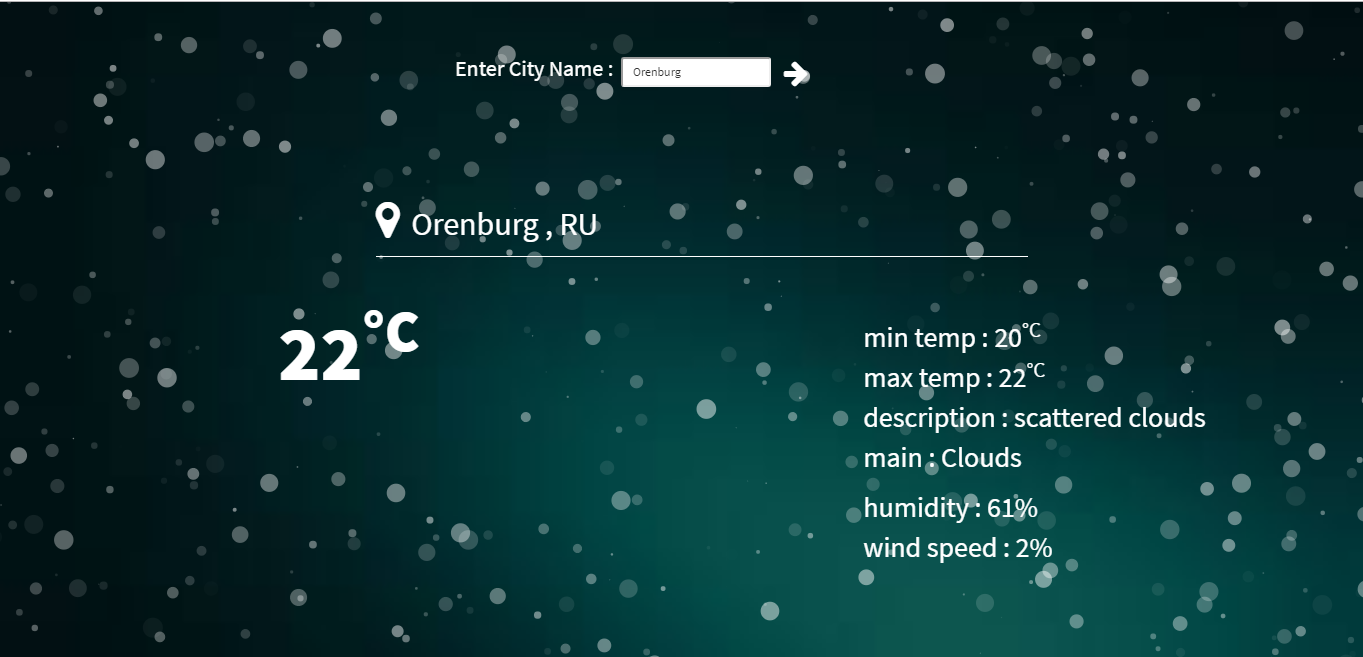 Enter City Name : Orenburg
Orenburg , RU
22°C
min temp : 20°C
max temp : 22°C
description : scattered clouds
main : Clouds
humidity : 61%
wind speed : 2%